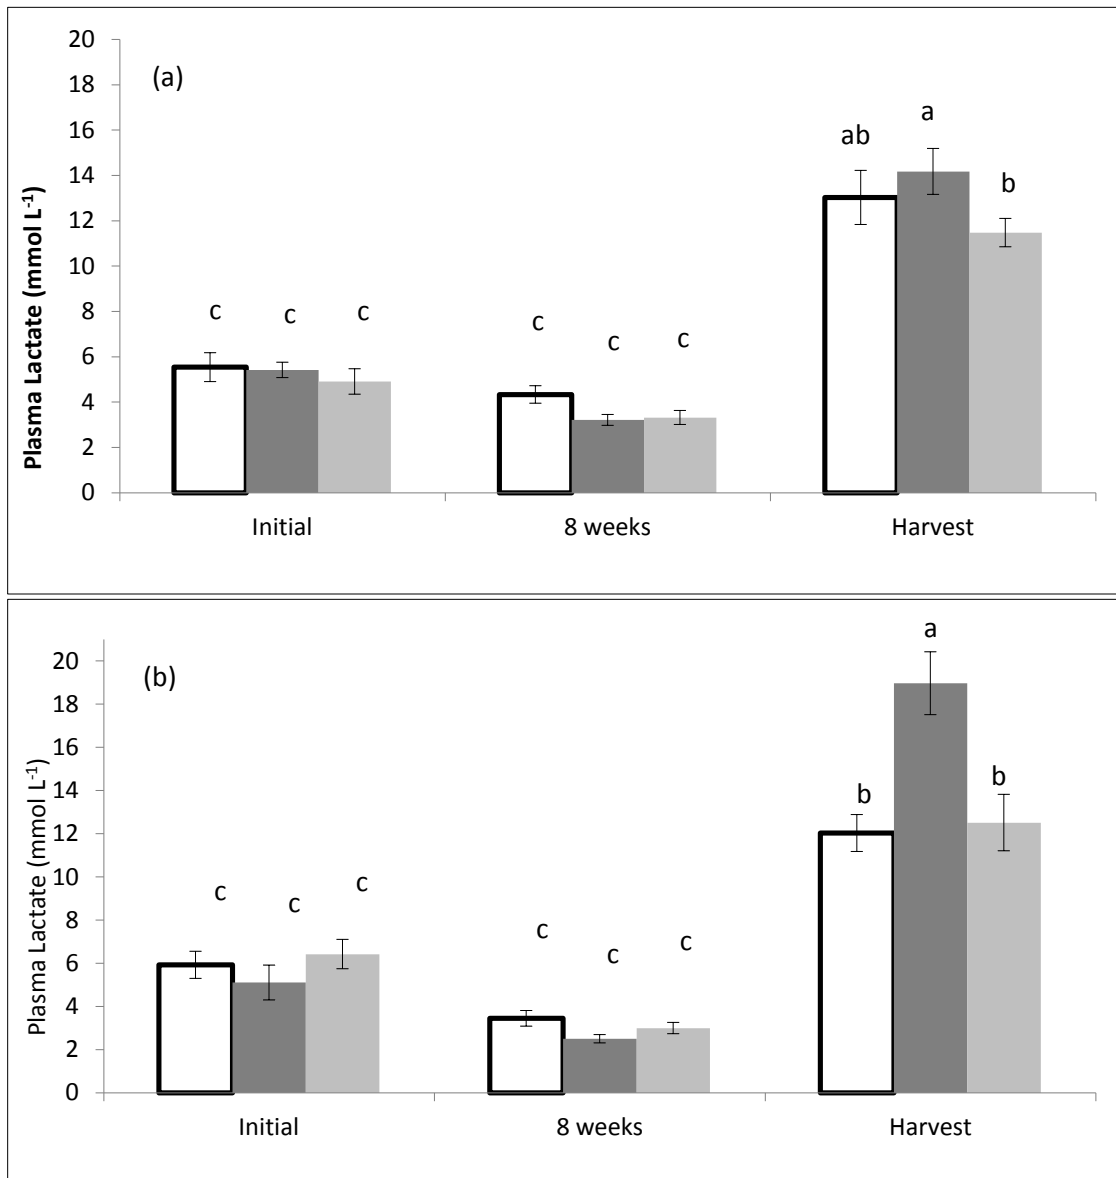 20
18
16
14
12
10
8
6
4
2
0
Plasma Lactate (mmol L⁻¹)
(a)
c c c
c c c
ab a b
Initial 8 weeks Harvest
20
18
16
14
12
10
8
6
4
2
0
Plasma Lactate (mmol L⁻¹)
(b)
c c c
c c c
b a b
Initial 8 weeks Harvest